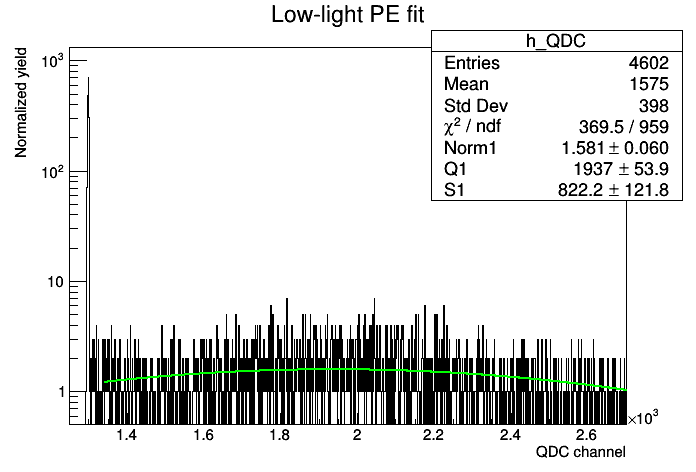 Low-light PE fit
Normalized yield
h_QDC
Entries 4602
Mean 1575
Std Dev 398
χ² / ndf 369.5 / 959
Norm1 1.581 ± 0.060
Q1 1937 ± 53.9
S1 822.2 ± 121.8
10³
10²
10
1
1.4 1.6 1.8 2 2.2 2.4 2.6 ×10³
QDC channel